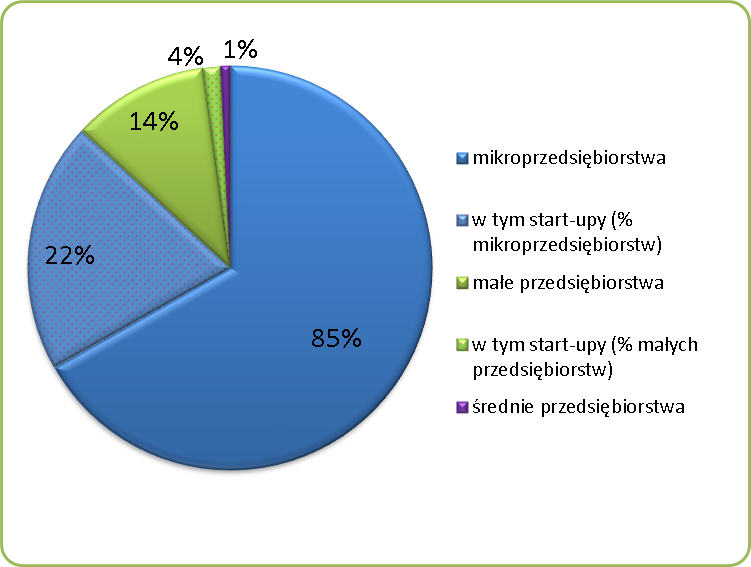 4%
1%
14%
22%
85%
mikroprzedsiębiorstwa
w tym start-upy (%
mikroprzedsiębiorstw)
małe przedsiębiorstwa
w tym start-upy (% małych
przedsiębiorstw)
średnie przedsiębiorstwa